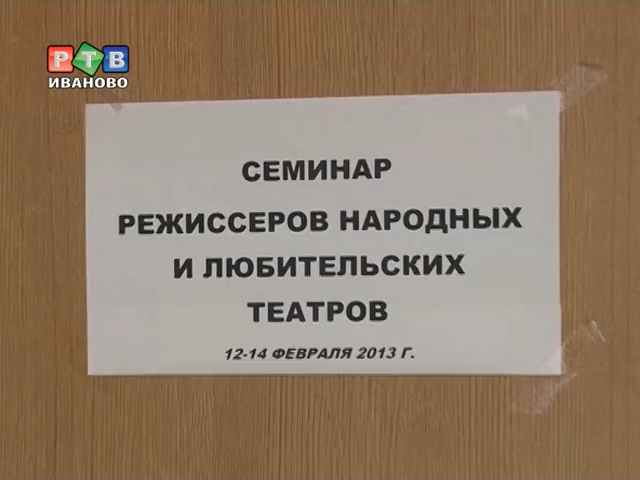 РТВ
ИВАНОВО
СЕМИНАР
РЕЖИССЕРОВ НАРОДНЫХ
И ЛЮБИТЕЛЬСКИХ
ТЕАТРОВ
12-14 ФЕВРАЛЯ 2013 Г.